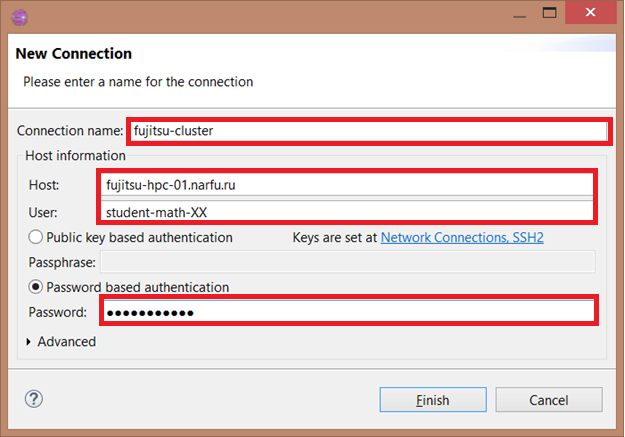 New Connection
Please enter a name for the connection
Connection name: fujitsu-cluster
Host information
Host: fujitsu-hpc-01.narfu.ru
User: student-math-XX
Public key based authentication Keys are set at Network Connections, SSH2
Passphrase:
Password based authentication
Password: ●●●●●●●●●●●
Advanced
? Finish Cancel